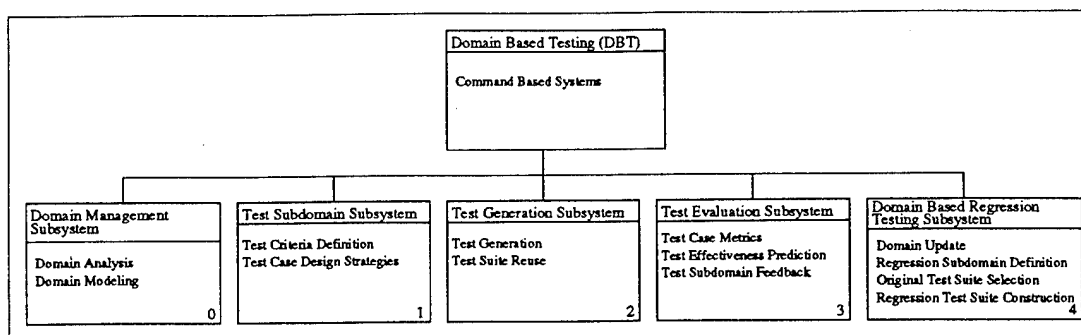 Domain Based Testing (DBT)
Command Based Systems
Domain Management
Subsystem
Domain Analysis
Domain Modeling
0
Test Subdomain Subsystem
Test Criteria Definition
Test Case Design Strategies
1
Test Generation Subsystem
Test Generation
Test Suite Reuse
2
Test Evaluation Subsystem
Test Case Metrics
Test Effectiveness Prediction
Test Subdomain Feedback
3
Domain Based Regression
Testing Subsystem
Domain Update
Regression Subdomain Definition
Original Test Suite Selection
Regression Test Suite Construction
4